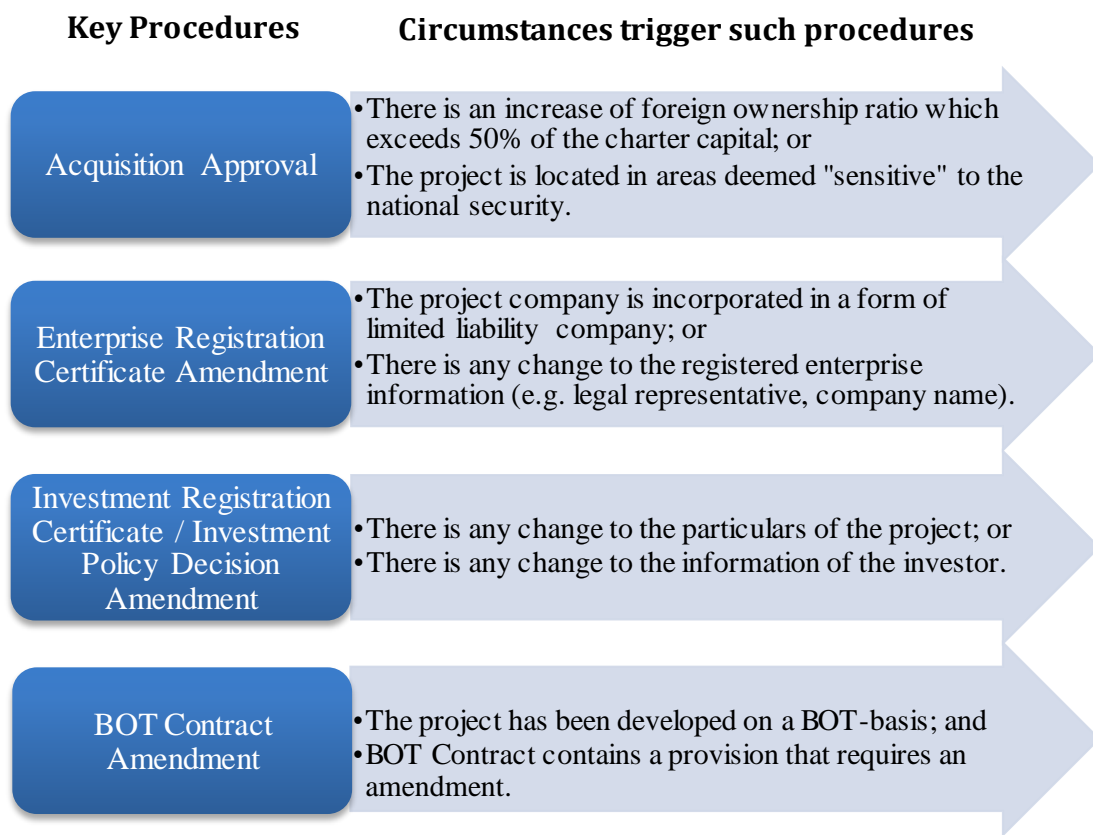 Key Procedures
Circumstances trigger such procedures
Acquisition Approval
•There is an increase of foreign ownership ratio which
exceeds 50% of the charter capital; or
•The project is located in areas deemed "sensitive" to the
national security.
Enterprise Registration
Certificate Amendment
•The project company is incorporated in a form of
limited liability company; or
•There is any change to the registered enterprise
information (e.g. legal representative, company name).
Investment Registration
Certificate / Investment
Policy Decision
Amendment
•There is any change to the particulars of the project; or
•There is any change to the information of the investor.
BOT Contract
Amendment
•The project has been developed on a BOT-basis; and
•BOT Contract contains a provision that requires an
amendment.